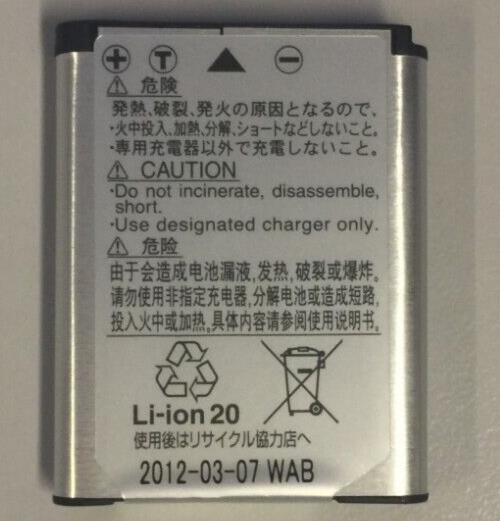 + T ▲ −
⚠ 危険
発熱、破裂、発火の原因となるので、
・火中投入、加熱、分解、ショートなどしないこと。
・専用充電器以外で充電しないこと。
⚠ CAUTION
・Do not incinerate, disassemble,
short.
・Use designated charger only.
⚠ 危险
由于会造成电池漏液,发热,破裂或爆炸。
请勿使用非指定充电器,分解电池或造成短路,
投入火中或加热。具体内容请参阅使用说明书。
Li-ion 20
使用後はリサイクル協力店へ
2012-03-07 WAB